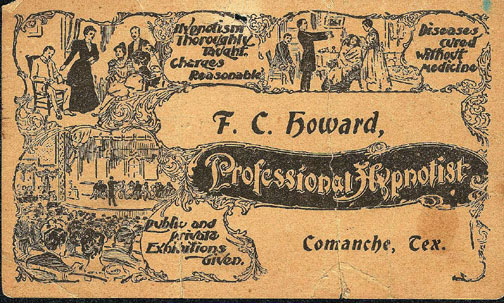 Hypnotism
Thoroughly
Taught.
Charges
Reasonable
Diseases
cured
without
Medicine
F. C. Howard,
Professional Hypnotist
public and
private
Exhibitions
Given.
Comanche, Tex.